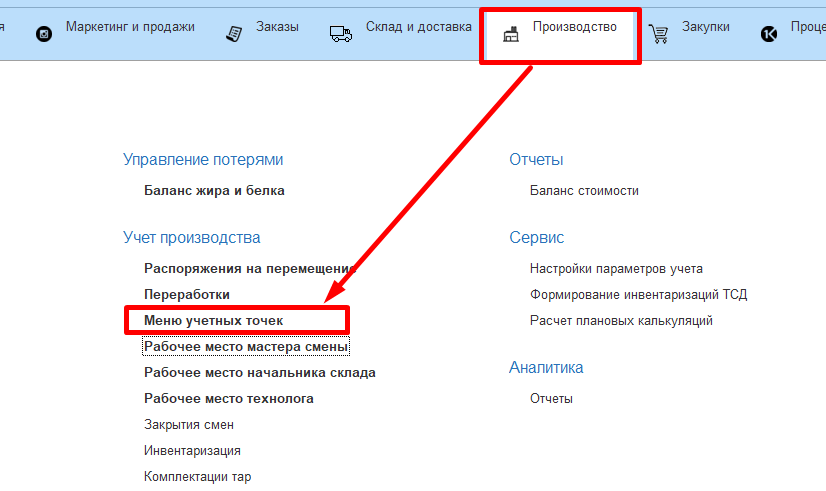 я Маркетинг и продажи Заказы Склад и доставка Производство Закупки Проце
Управление потерями
Баланс жира и белка
Учет производства
Распоряжения на перемещение
Переработки
Меню учетных точек
Рабочее место мастера смены
Рабочее место начальника склада
Рабочее место технолога
Закрытия смен
Инвентаризация
Комплектации тар
Отчеты
Баланс стоимости
Сервис
Настройки параметров учета
Формирование инвентаризаций ТСД
Расчет плановых калькуляций
Аналитика
Отчеты